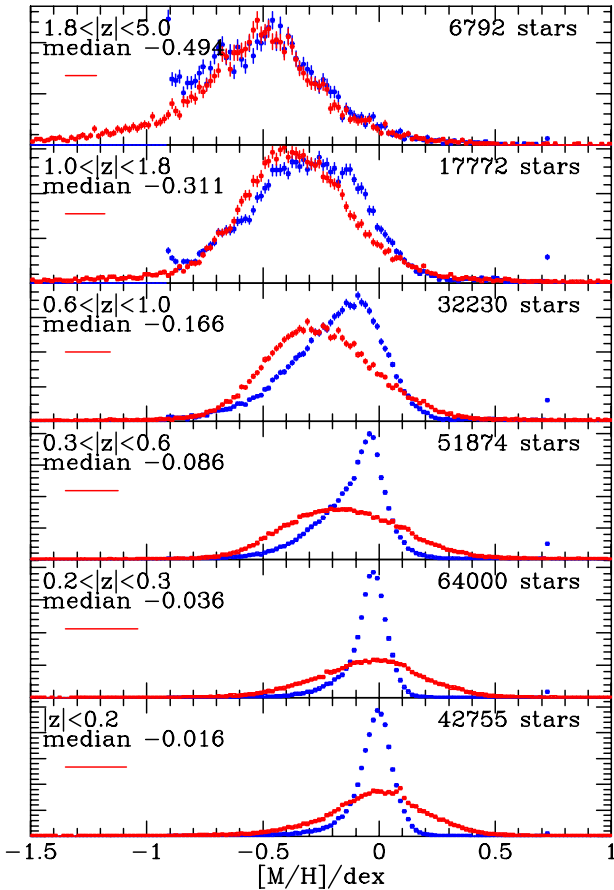 1.8<|z|<5.0 6792 stars
median −0.494
1.0<|z|<1.8 17772 stars
median −0.311
0.6<|z|<1.0 32230 stars
median −0.166
0.3<|z|<0.6 51874 stars
median −0.086
0.2<|z|<0.3 64000 stars
median −0.036
|z|<0.2 42755 stars
median −0.016
−1.5 −1 −0.5 0 0.5 1
[M/H]/dex